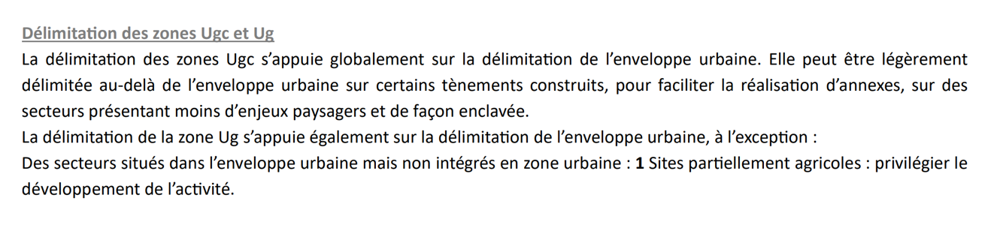 Délimitation des zones Ugc et Ug
La délimitation des zones Ugc s’appuie globalement sur la délimitation de l’enveloppe urbaine. Elle peut être légèrement
délimitée au-delà de l’enveloppe urbaine sur certains tènements construits, pour faciliter la réalisation d’annexes, sur des
secteurs présentant moins d’enjeux paysagers et de façon enclavée.
La délimitation de la zone Ug s’appuie également sur la délimitation de l’enveloppe urbaine, à l’exception :
Des secteurs situés dans l’enveloppe urbaine mais non intégrés en zone urbaine : 1 Sites partiellement agricoles : privilégier le
développement de l’activité.